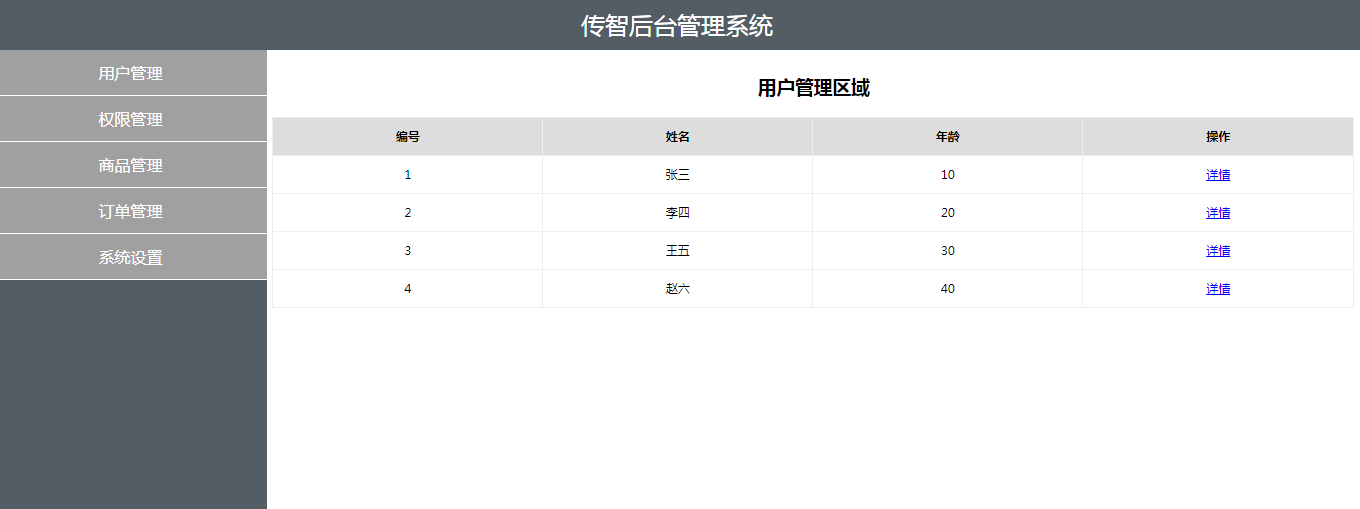 传智后台管理系统
用户管理
权限管理
商品管理
订单管理
系统设置
用户管理区域
编号 姓名 年龄 操作
1 张三 10 详情
2 李四 20 详情
3 王五 30 详情
4 赵六 40 详情